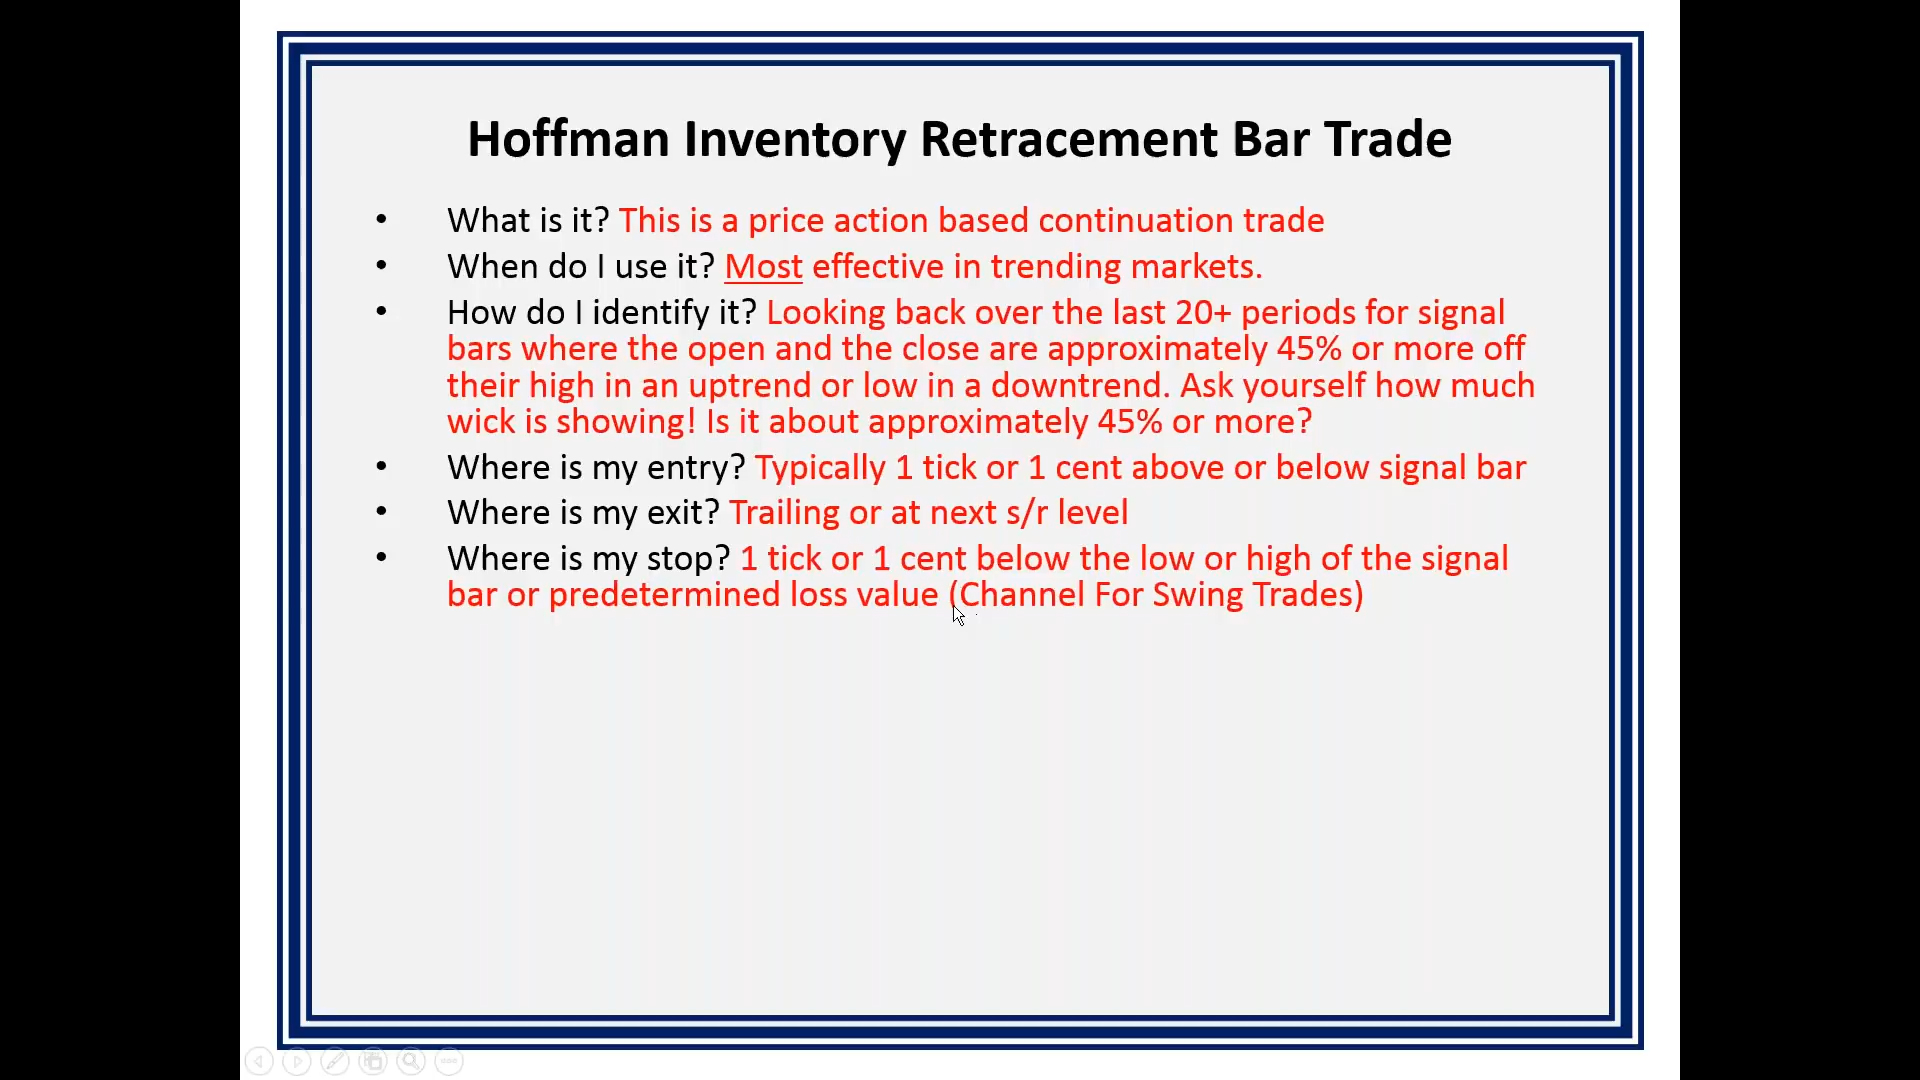 Hoffman Inventory Retracement Bar Trade
• What is it? This is a price action based continuation trade
• When do I use it? Most effective in trending markets.
• How do I identify it? Looking back over the last 20+ periods for signal
bars where the open and the close are approximately 45% or more off
their high in an uptrend or low in a downtrend. Ask yourself how much
wick is showing! Is it about approximately 45% or more?
• Where is my entry? Typically 1 tick or 1 cent above or below signal bar
• Where is my exit? Trailing or at next s/r level
• Where is my stop? 1 tick or 1 cent below the low or high of the signal
bar or predetermined loss value (Channel For Swing Trades)